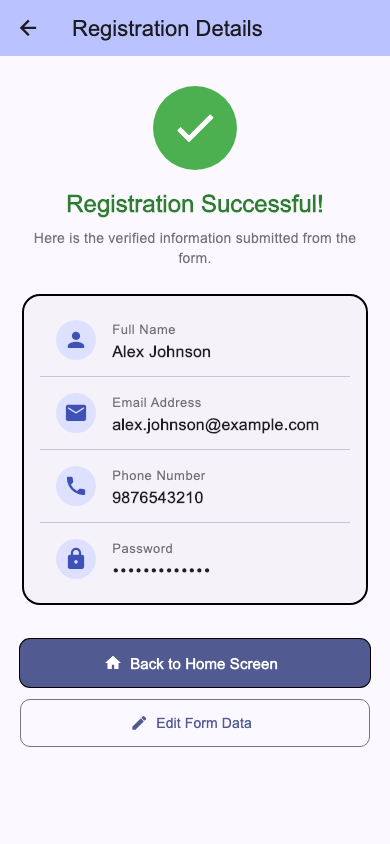 Registration Details
Registration Successful!
Here is the verified information submitted from the
form.
Full Name
Alex Johnson
Email Address
alex.johnson@example.com
Phone Number
9876543210
Password
•••••••••••••
Back to Home Screen
Edit Form Data